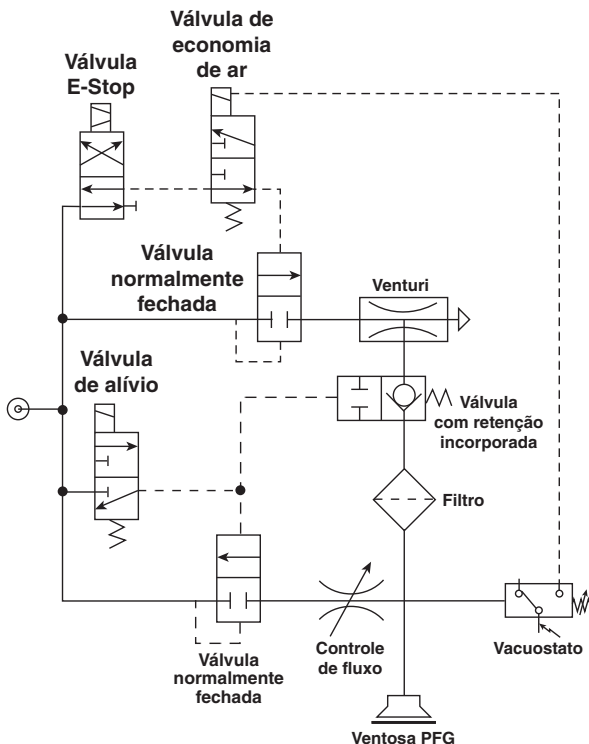 Válvula de
economia
de ar
Válvula
E-Stop
Válvula
normalmente
fechada
Venturi
Válvula
de alívio
Válvula
com retenção
incorporada
Filtro
Válvula
normalmente
fechada
Controle
de fluxo
Vacuostato
Ventosa PFG